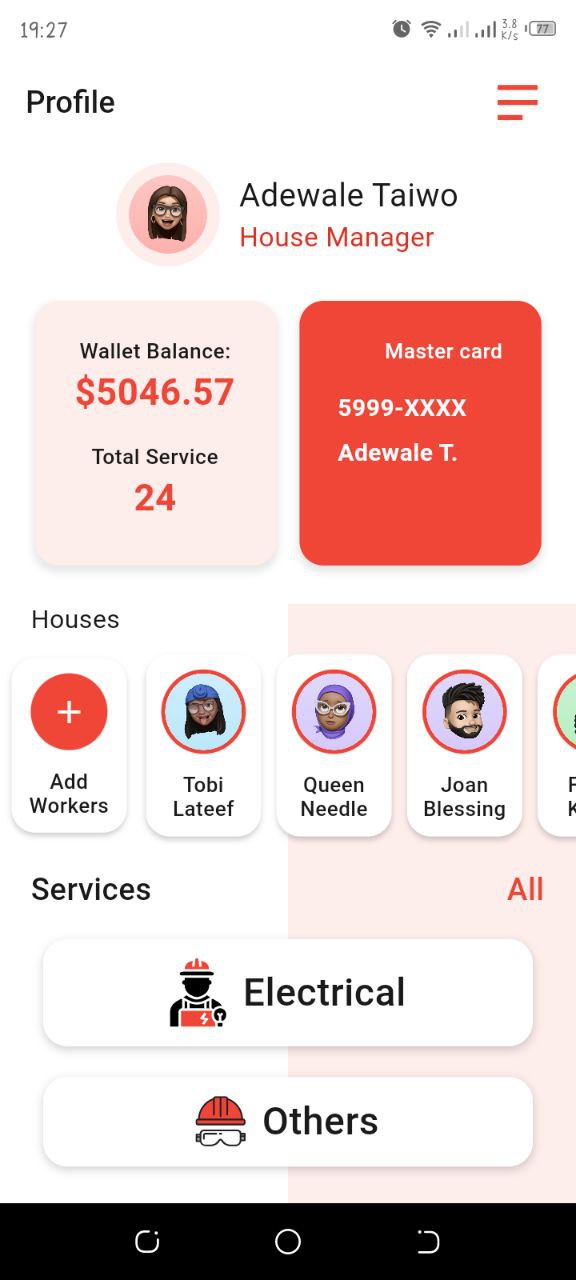 19:27
3.8
K/s
77
Profile
Adewale Taiwo
House Manager
Wallet Balance:
$5046.57
Total Service
24
Master card
5999-XXXX
Adewale T.
Houses
Add
Workers
Tobi
Lateef
Queen
Needle
Joan
Blessing
Services
All
Electrical
Others